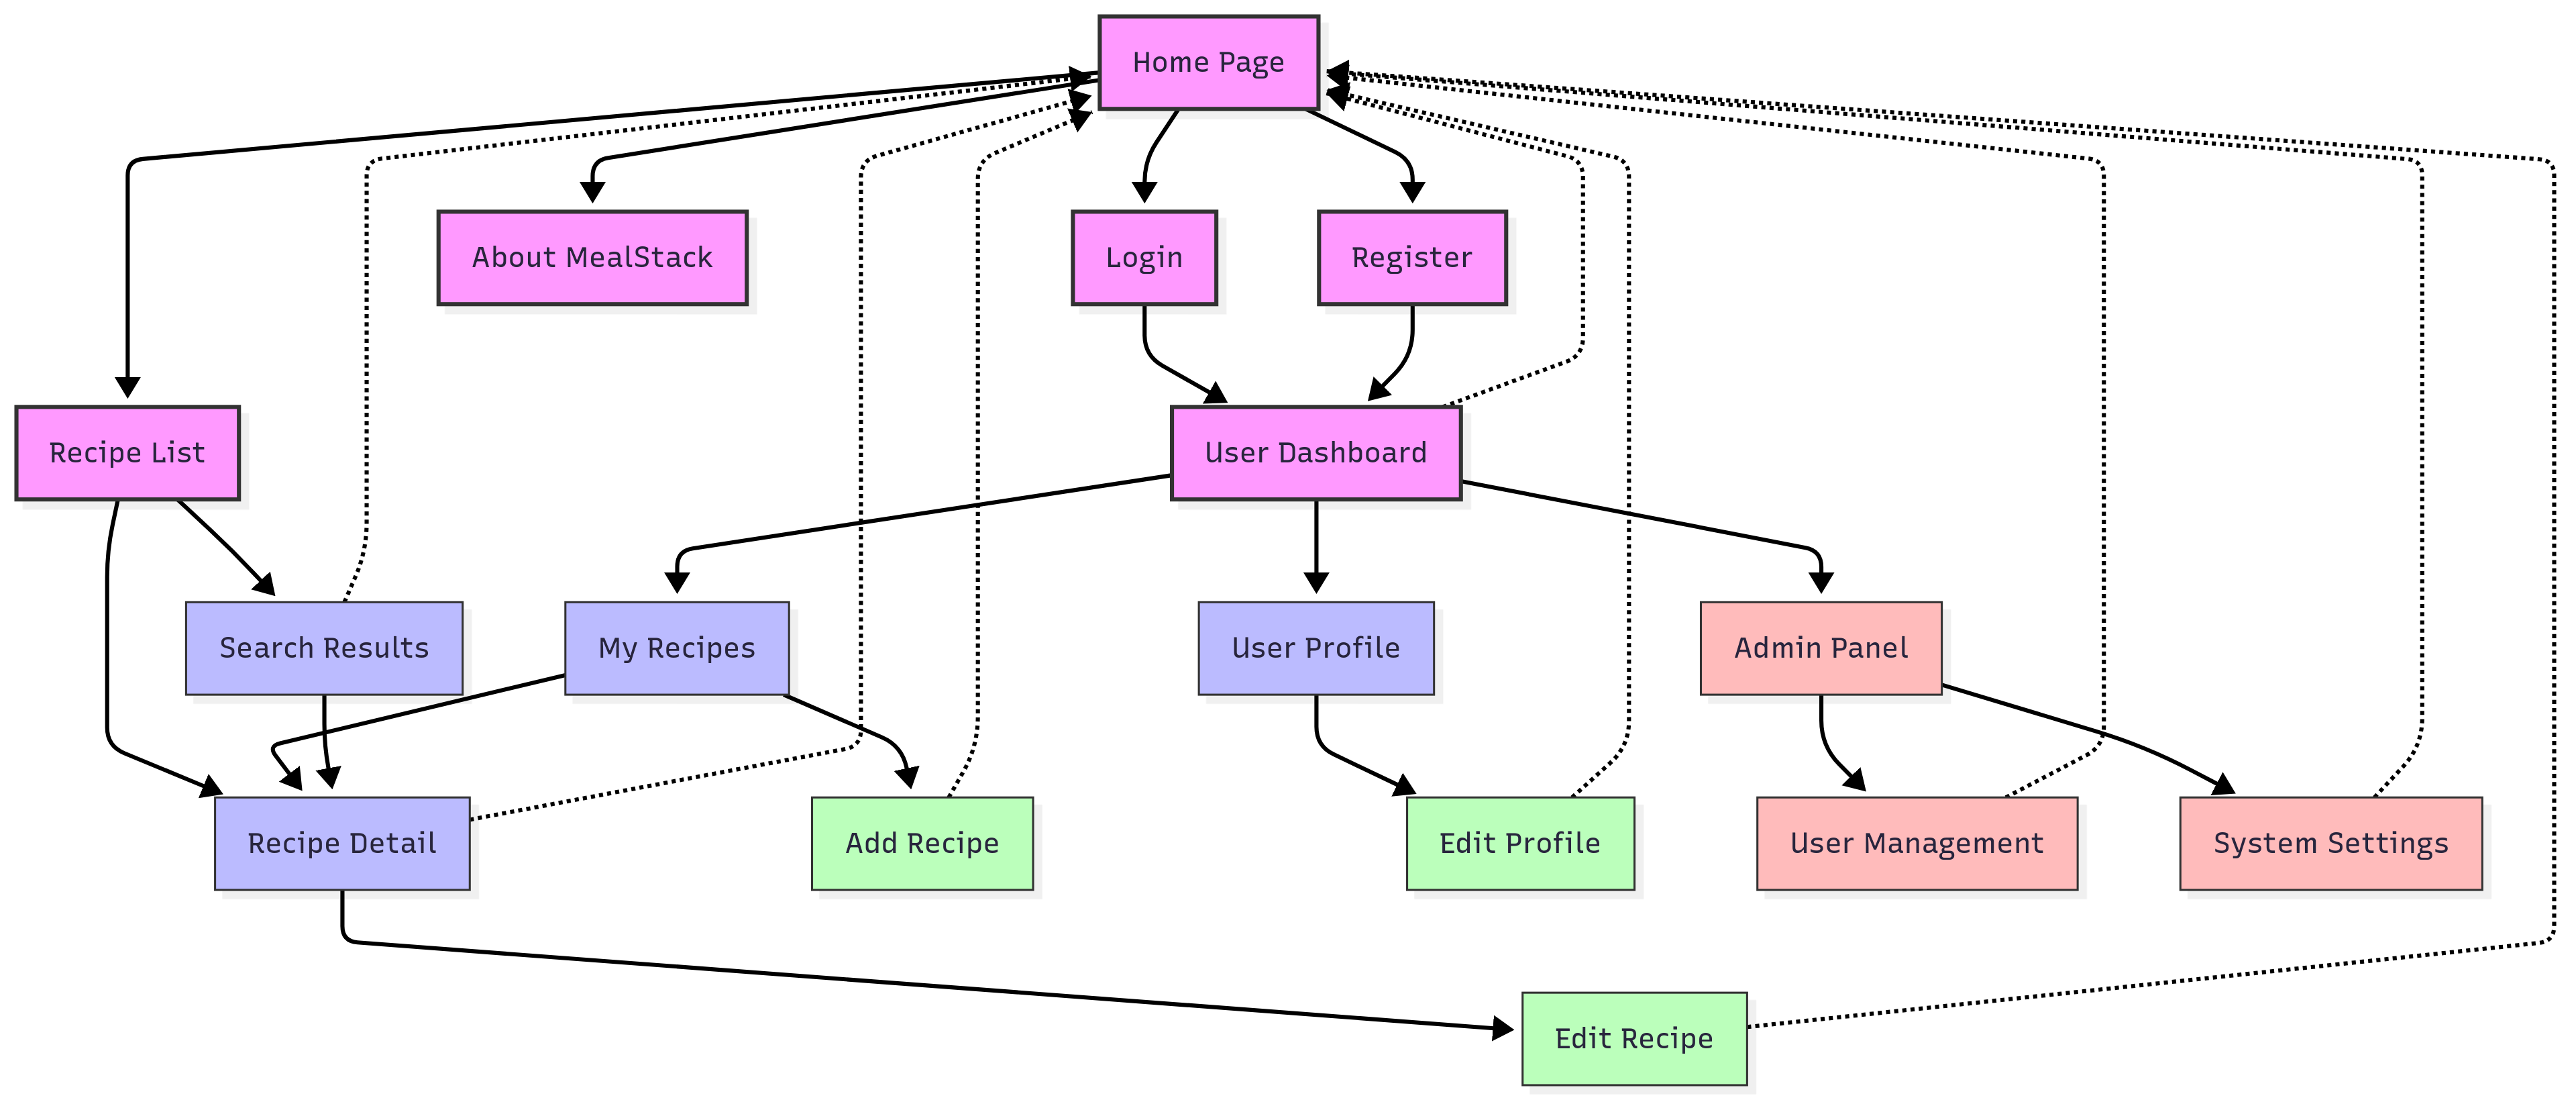 Home Page
About MealStack
Login
Register
Recipe List
User Dashboard
Search Results
My Recipes
User Profile
Admin Panel
Recipe Detail
Add Recipe
Edit Profile
User Management
System Settings
Edit Recipe